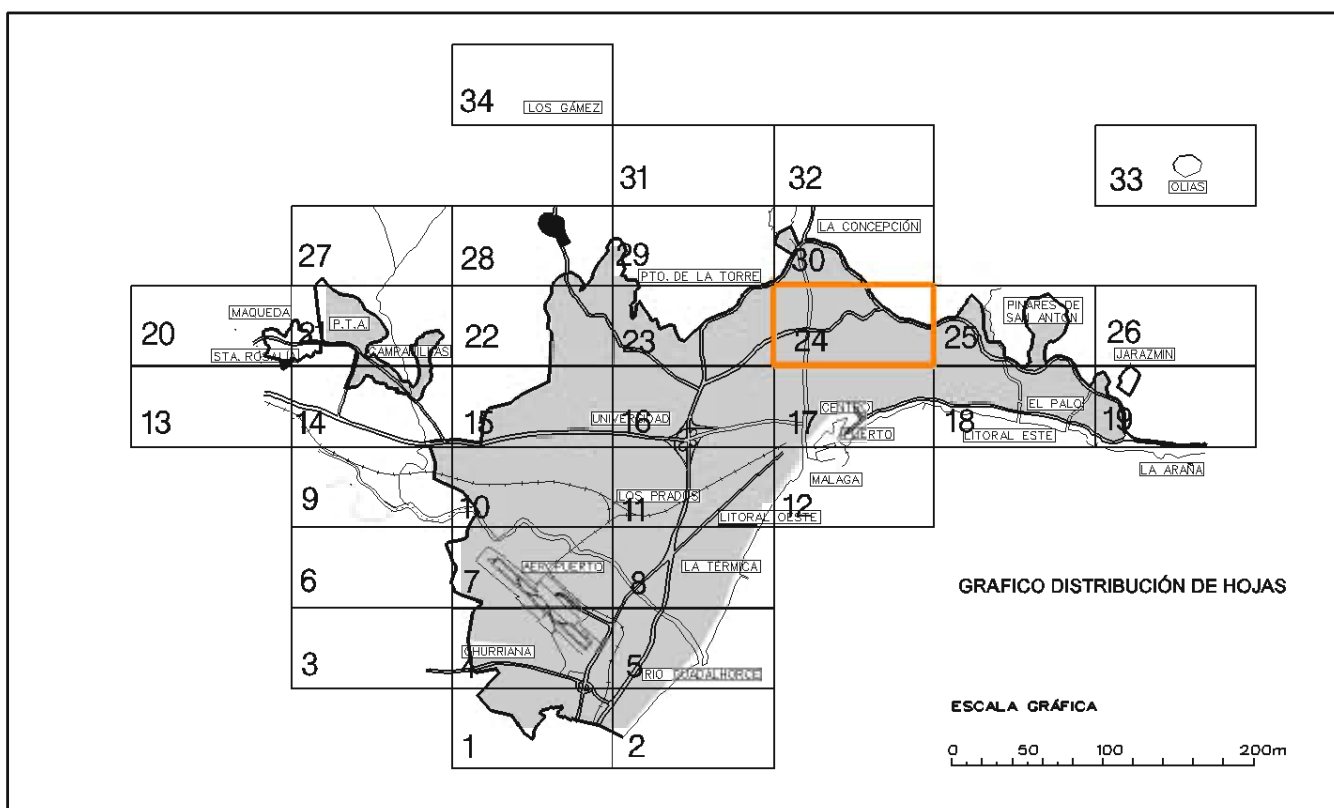 34
LOS GÁMEZ
31
32
33
OLIAS
LA CONCEPCIÓN
27
28
29
30
PTO. DE LA TORRE
MAQUEDA
P.T.A.
PINARES DE
SAN ANTON
20
21
STA. ROSALIA
CAMPANILLAS
22
23
24
25
26
JARAZMIN
13
14
15
UNIVERSIDAD
16
17
CENTRO
PUERTO
18
EL PALO
LITORAL ESTE
19
LA ARAÑA
MALAGA
9
10
LOS PRADOS
11
LITORAL OESTE
12
6
7
AEROPUERTO
8
LA TÉRMICA
GRAFICO DISTRIBUCIÓN DE HOJAS
3
CHURRIANA
5
RIO GUADALHORCE
1
2
ESCALA GRÁFICA
0 50 100 200m